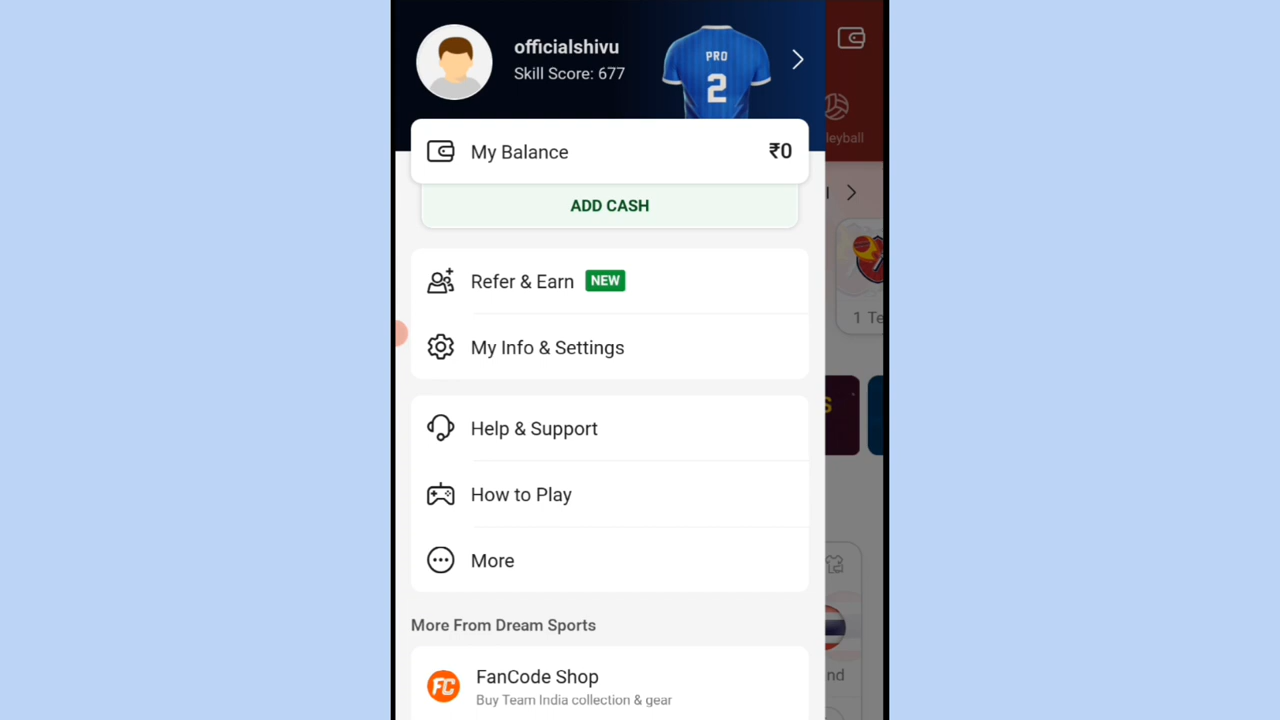 officialshivu
Skill Score: 677
PRO
2
My Balance
₹0
ADD CASH
Refer & Earn NEW
My Info & Settings
Help & Support
How to Play
More
More From Dream Sports
FC
FanCode Shop
Buy Team India collection & gear
leyball
1 Te
S
nd